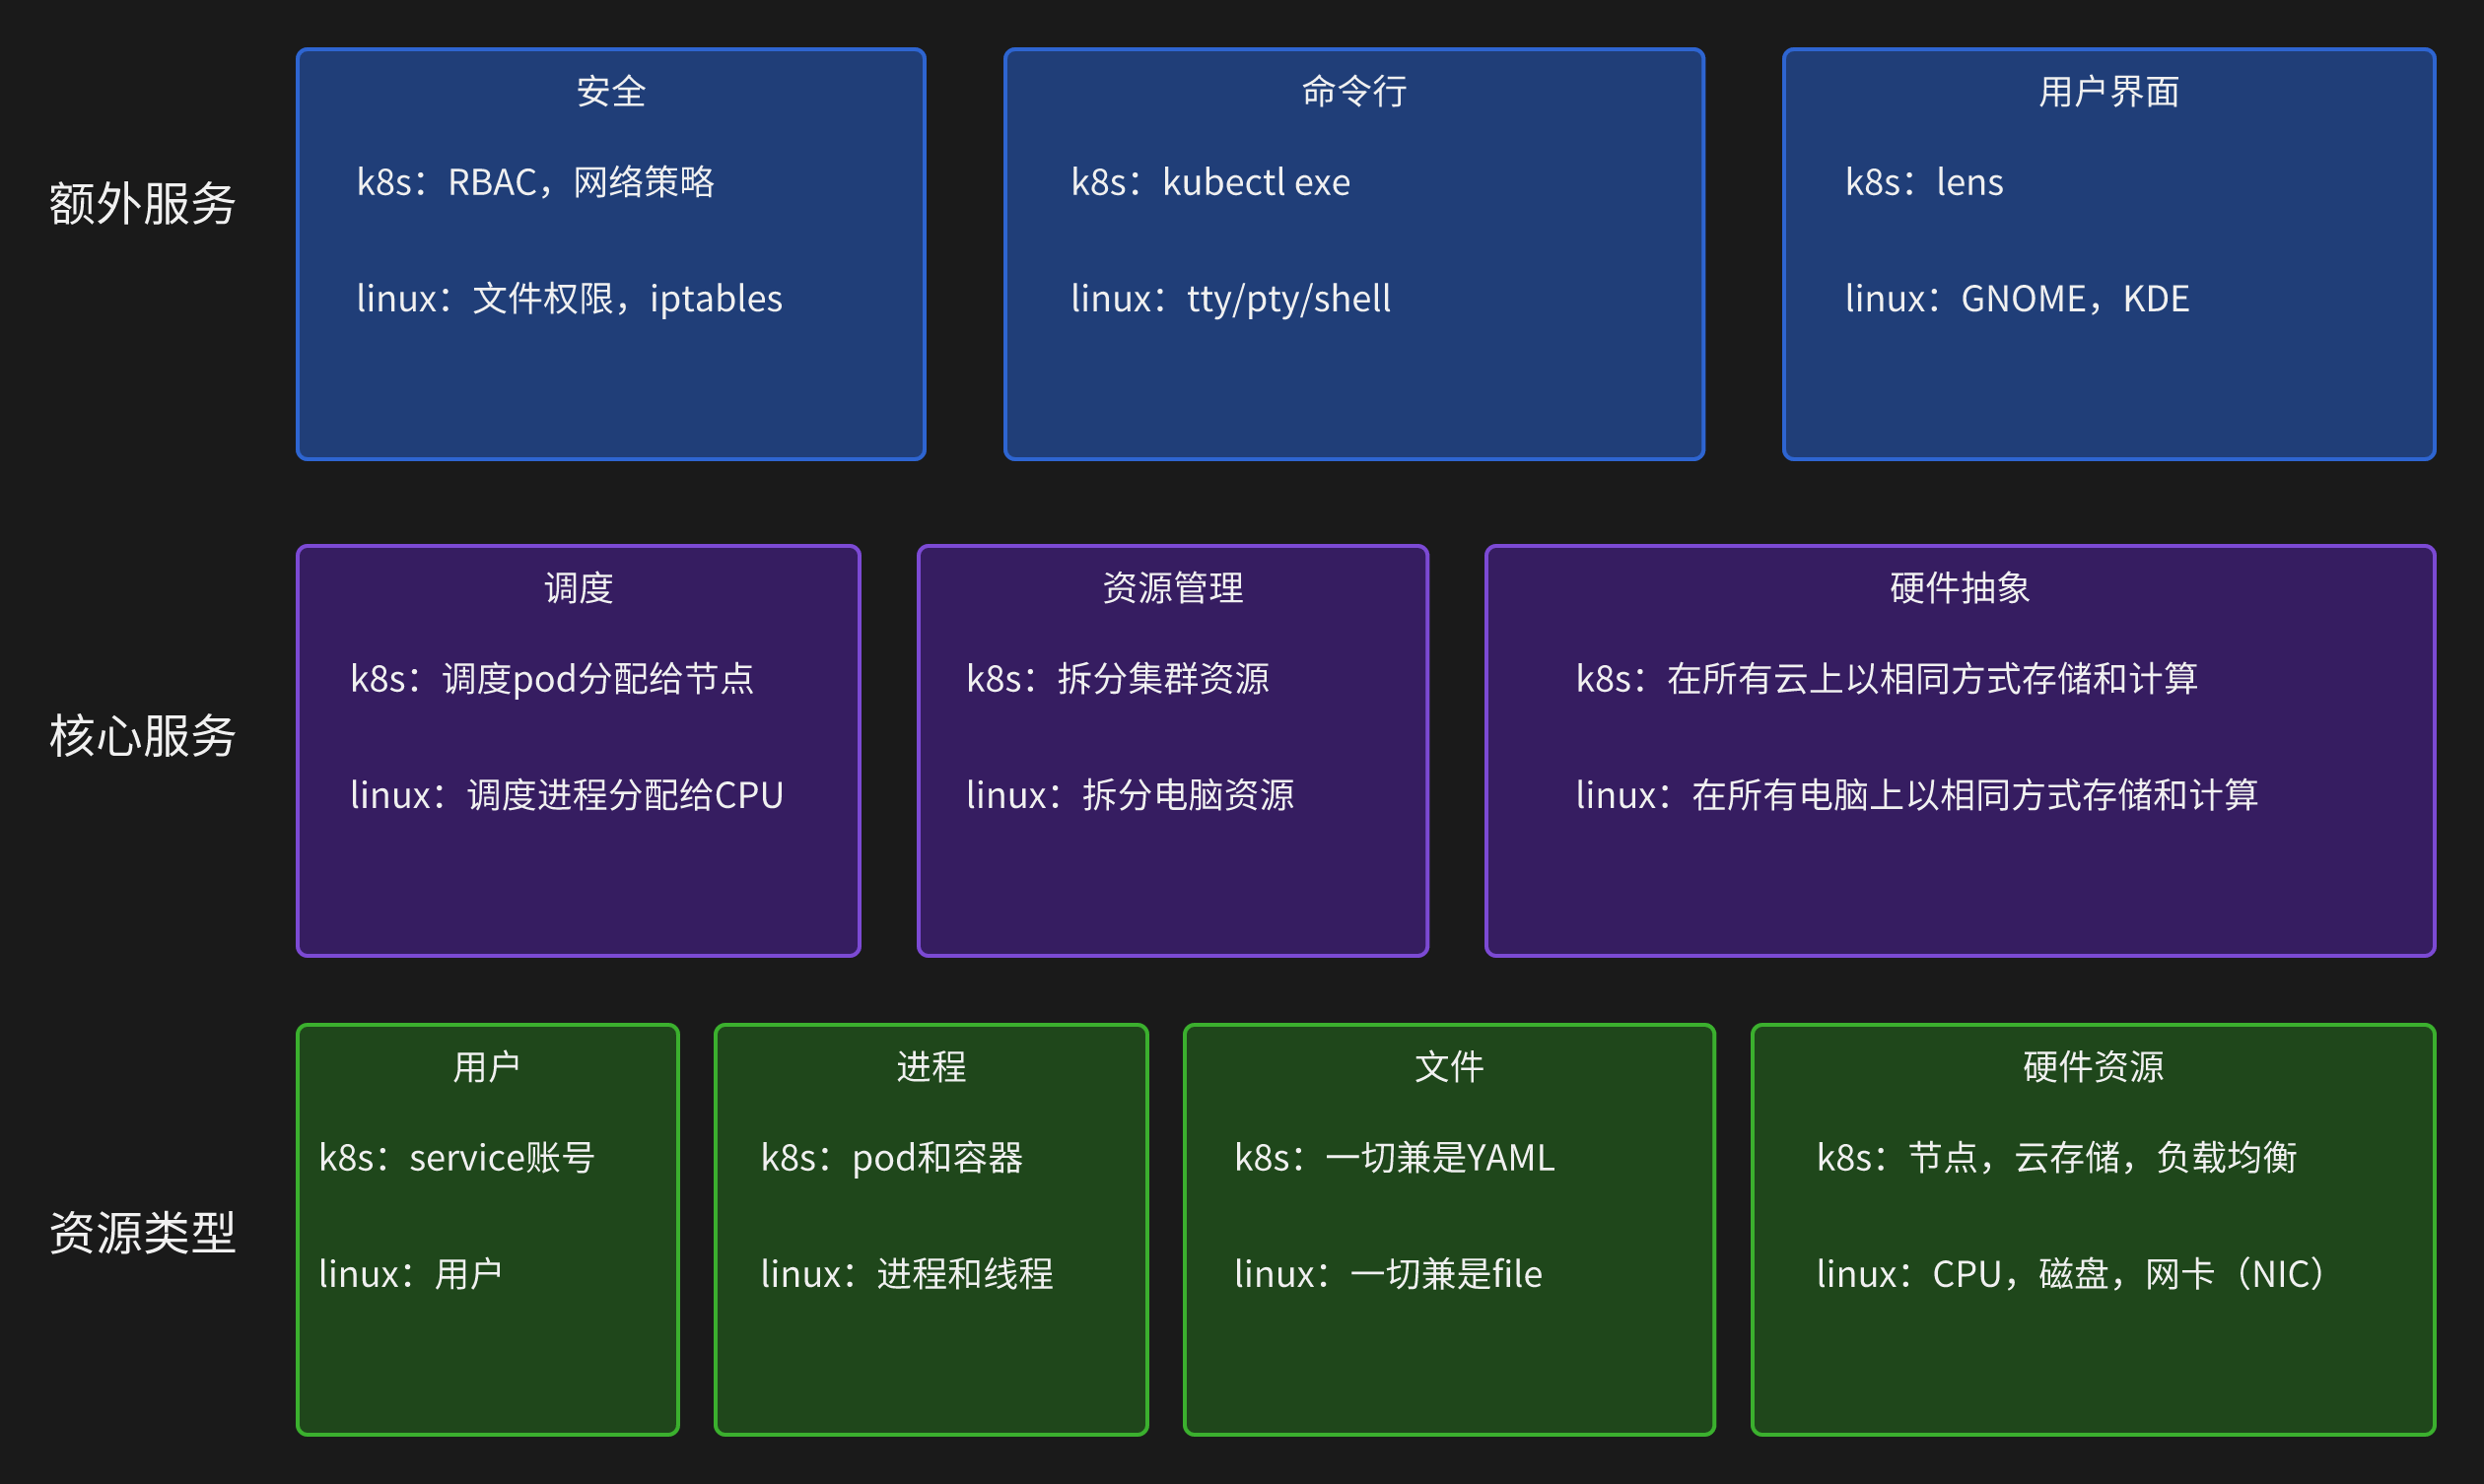 额外服务
安全
k8s：RBAC，网络策略
linux：文件权限，iptables
命令行
k8s：kubectl exe
linux：tty/pty/shell
用户界面
k8s：lens
linux：GNOME，KDE
核心服务
调度
k8s：调度pod分配给节点
linux：调度进程分配给CPU
资源管理
k8s：拆分集群资源
linux：拆分电脑资源
硬件抽象
k8s：在所有云上以相同方式存储和计算
linux：在所有电脑上以相同方式存储和计算
资源类型
用户
k8s：service账号
linux：用户
进程
k8s：pod和容器
linux：进程和线程
文件
k8s：一切兼是YAML
linux：一切兼是file
硬件资源
k8s：节点，云存储，负载均衡
linux：CPU，磁盘，网卡（NIC）